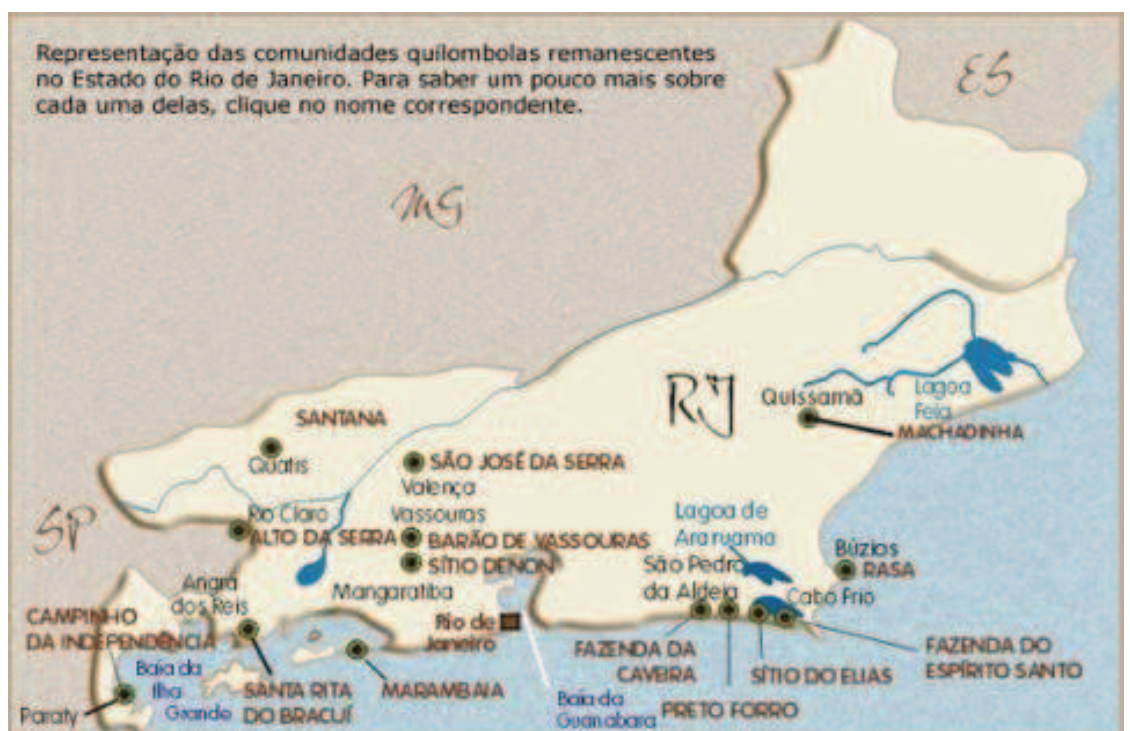 Representação das comunidades quilombolas remanescentes
no Estado do Rio de Janeiro. Para saber um pouco mais sobre
cada uma delas, clique no nome correspondente.
ES
MG
RJ
SP
Quissamã
Lagoa
Feia
MACHADINHA
SANTANA
Quatis
SÃO JOSÉ DA SERRA
Valença
Rio Claro
ALTO DA SERRA
Vassouras
BARÃO DE VASSOURAS
SÍTIO DENON
Lagoa de
Araruama
Búzios
RASA
São Pedro
da Aldeia
Cabo Frio
Angra
dos Reis
Mangaratiba
CAMPINHO
DA INDEPENDÊNCIA
Rio de
Janeiro
FAZENDA DA
CAVEIRA
SÍTIO DO ELIAS
FAZENDA DO
ESPÍRITO SANTO
Baía da
Ilha
Grande
SANTA RITA
DO BRACUÍ
MARAMBAIA
Baía da
Guanabara
PRETO FORRO
Paraty